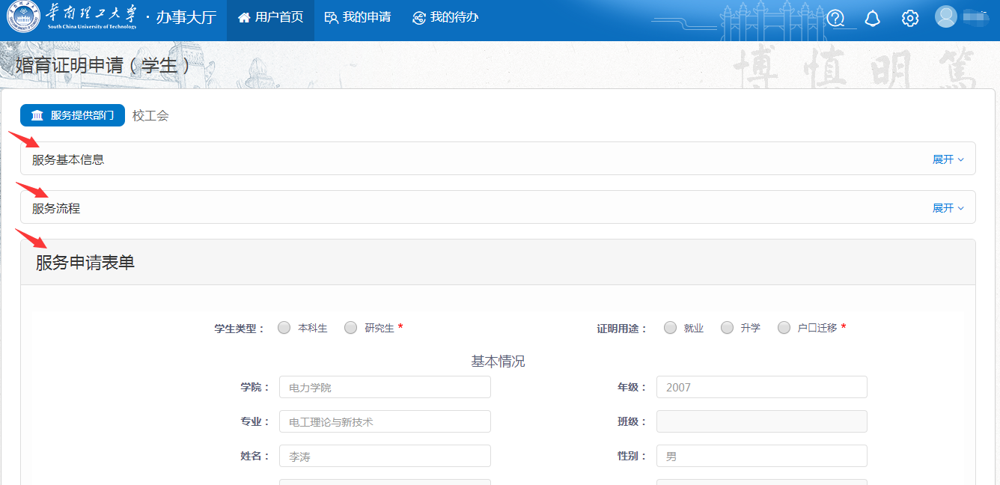 华南理工大学 · 办事大厅 用户首页 我的申请 我的待办
South China University of Technology
婚育证明申请（学生）
博 慎 明 篤
服务提供部门 校工会
服务基本信息 展开
服务流程 展开
服务申请表单
学生类型： 本科生 研究生 * 证明用途： 就业 升学 户口迁移 *
基本情况
学院： 电力学院 年级： 2007
专业： 电工理论与新技术 班级：
姓名： 李涛 性别： 男